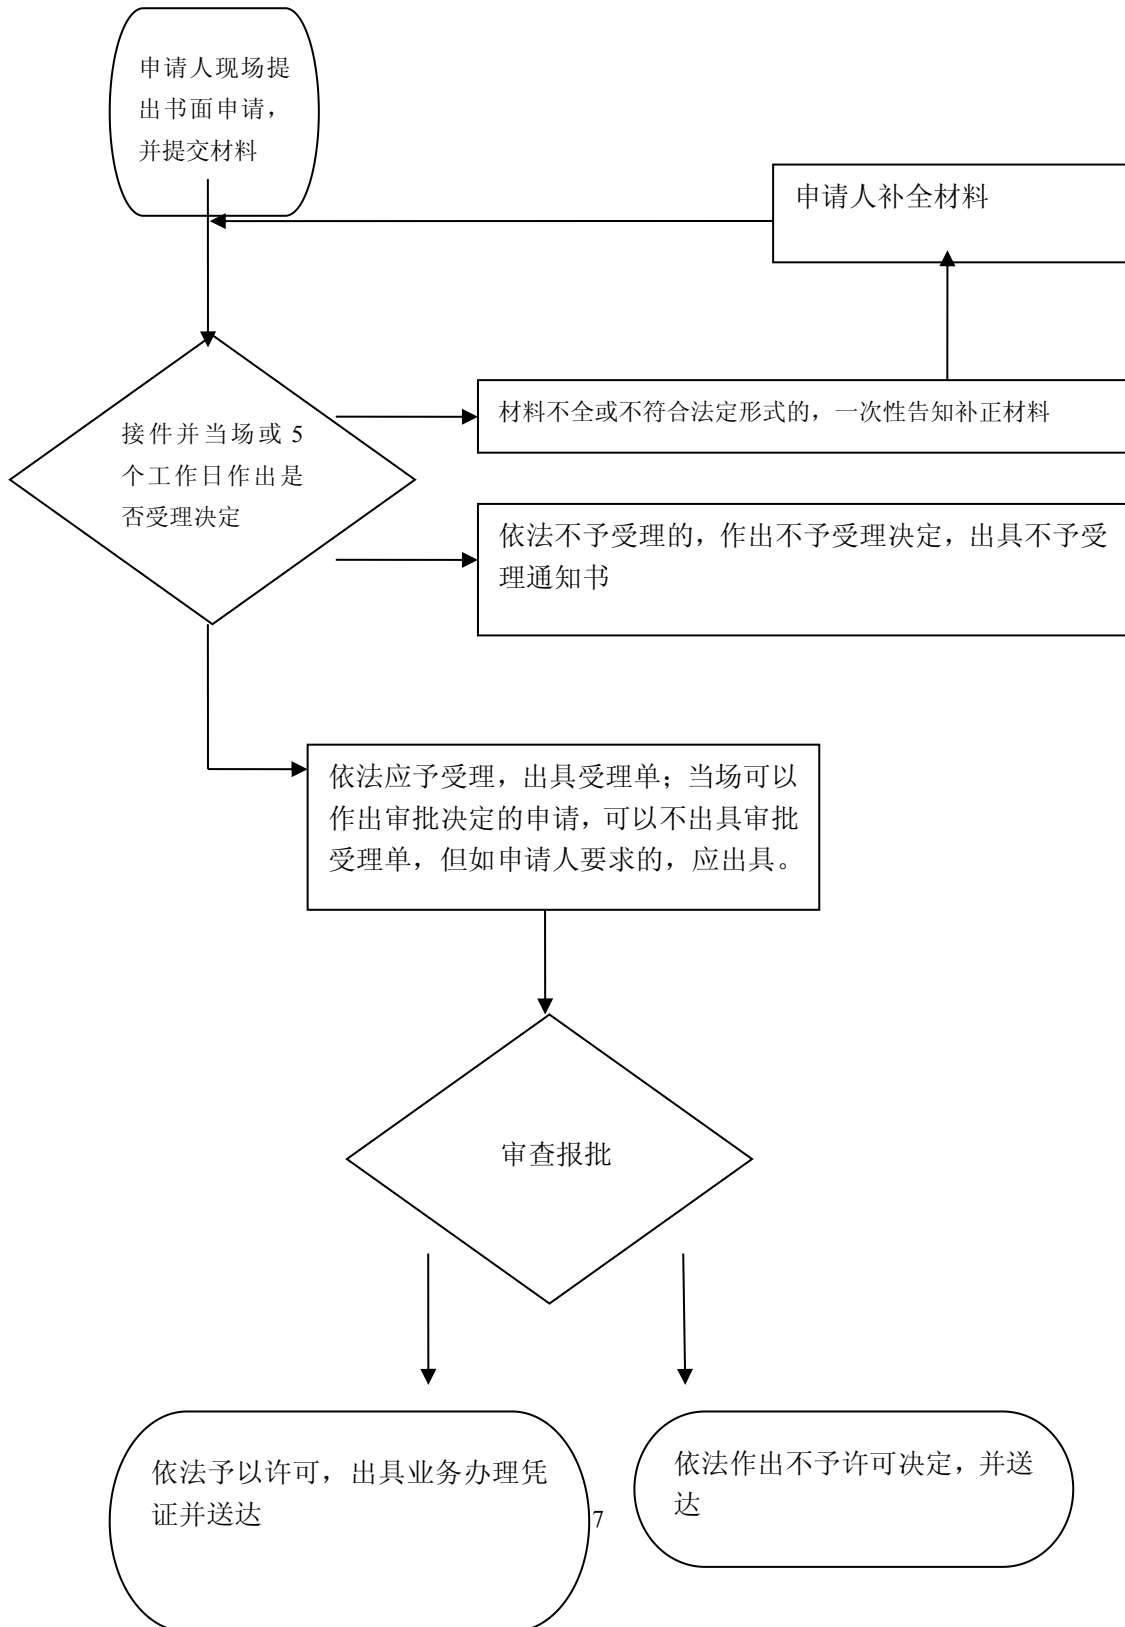 申请人现场提
出书面申请，
并提交材料
申请人补全材料
材料不全或不符合法定形式的，一次性告知补正材料
接件并当场或 5
个工作日作出是
否受理决定
依法不予受理的，作出不予受理决定，出具不予受
理通知书
依法应予受理，出具受理单；当场可以
作出审批决定的申请，可以不出具审批
受理单，但如申请人要求的，应出具。
审查报批
依法予以许可，出具业务办理凭
证并送达
7
依法作出不予许可决定，并送
达